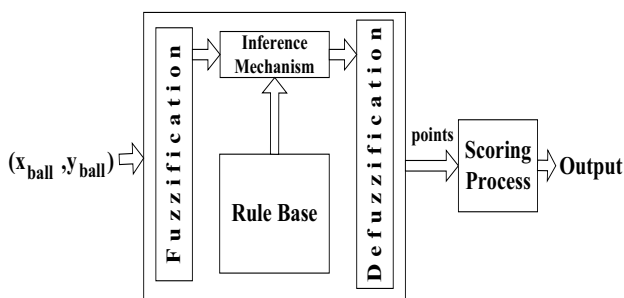 (x_ball ,y_ball)
Fuzzification
Inference
Mechanism
Rule Base
Defuzzification
points
Scoring
Process
Output